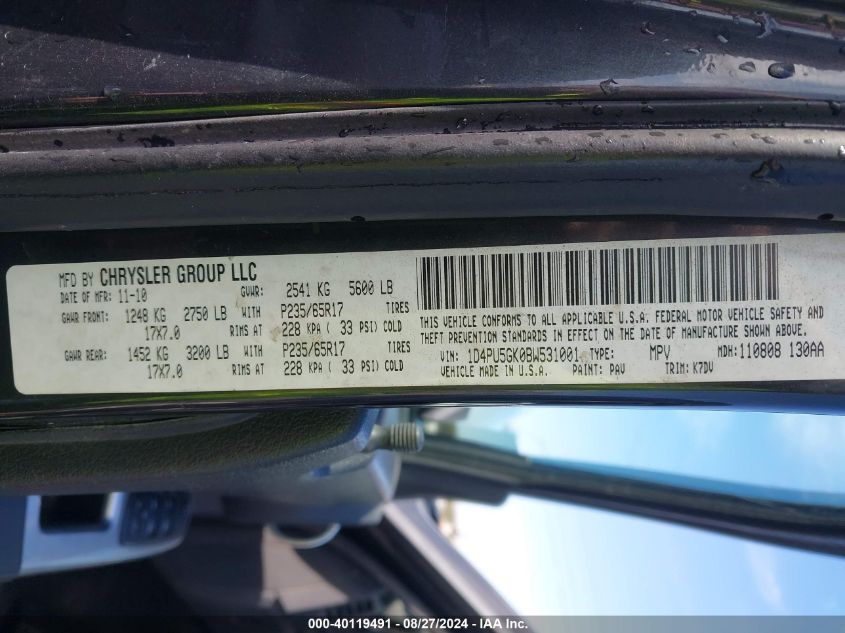 MFD BY CHRYSLER GROUP LLC
DATE OF MFR: 11-10 GVWR: 2541 KG 5600 LB
GAWR FRONT: 1248 KG 2750 LB WITH P235/65R17 TIRES
17X7.0 RIMS AT 228 KPA ( 33 PSI) COLD
GAWR REAR: 1452 KG 3200 LB WITH P235/65R17 TIRES
17X7.0 RIMS AT 228 KPA ( 33 PSI) COLD
THIS VEHICLE CONFORMS TO ALL APPLICABLE U.S.A. FEDERAL MOTOR VEHICLE SAFETY AND
THEFT PREVENTION STANDARDS IN EFFECT ON THE DATE OF MANUFACTURE SHOWN ABOVE.
VIN: 1D4PU5GK0BW531001 TYPE: MPV MDH: 110808 130AA
VEHICLE MADE IN U.S.A. PAINT: PAV TRIM: K7DV
000-40119491 - 08/27/2024 - IAA Inc.